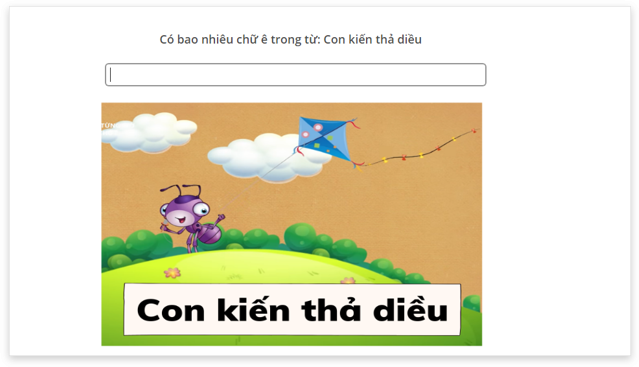 Có bao nhiêu chữ ê trong từ: Con kiến thả diều
Con kiến thả diều